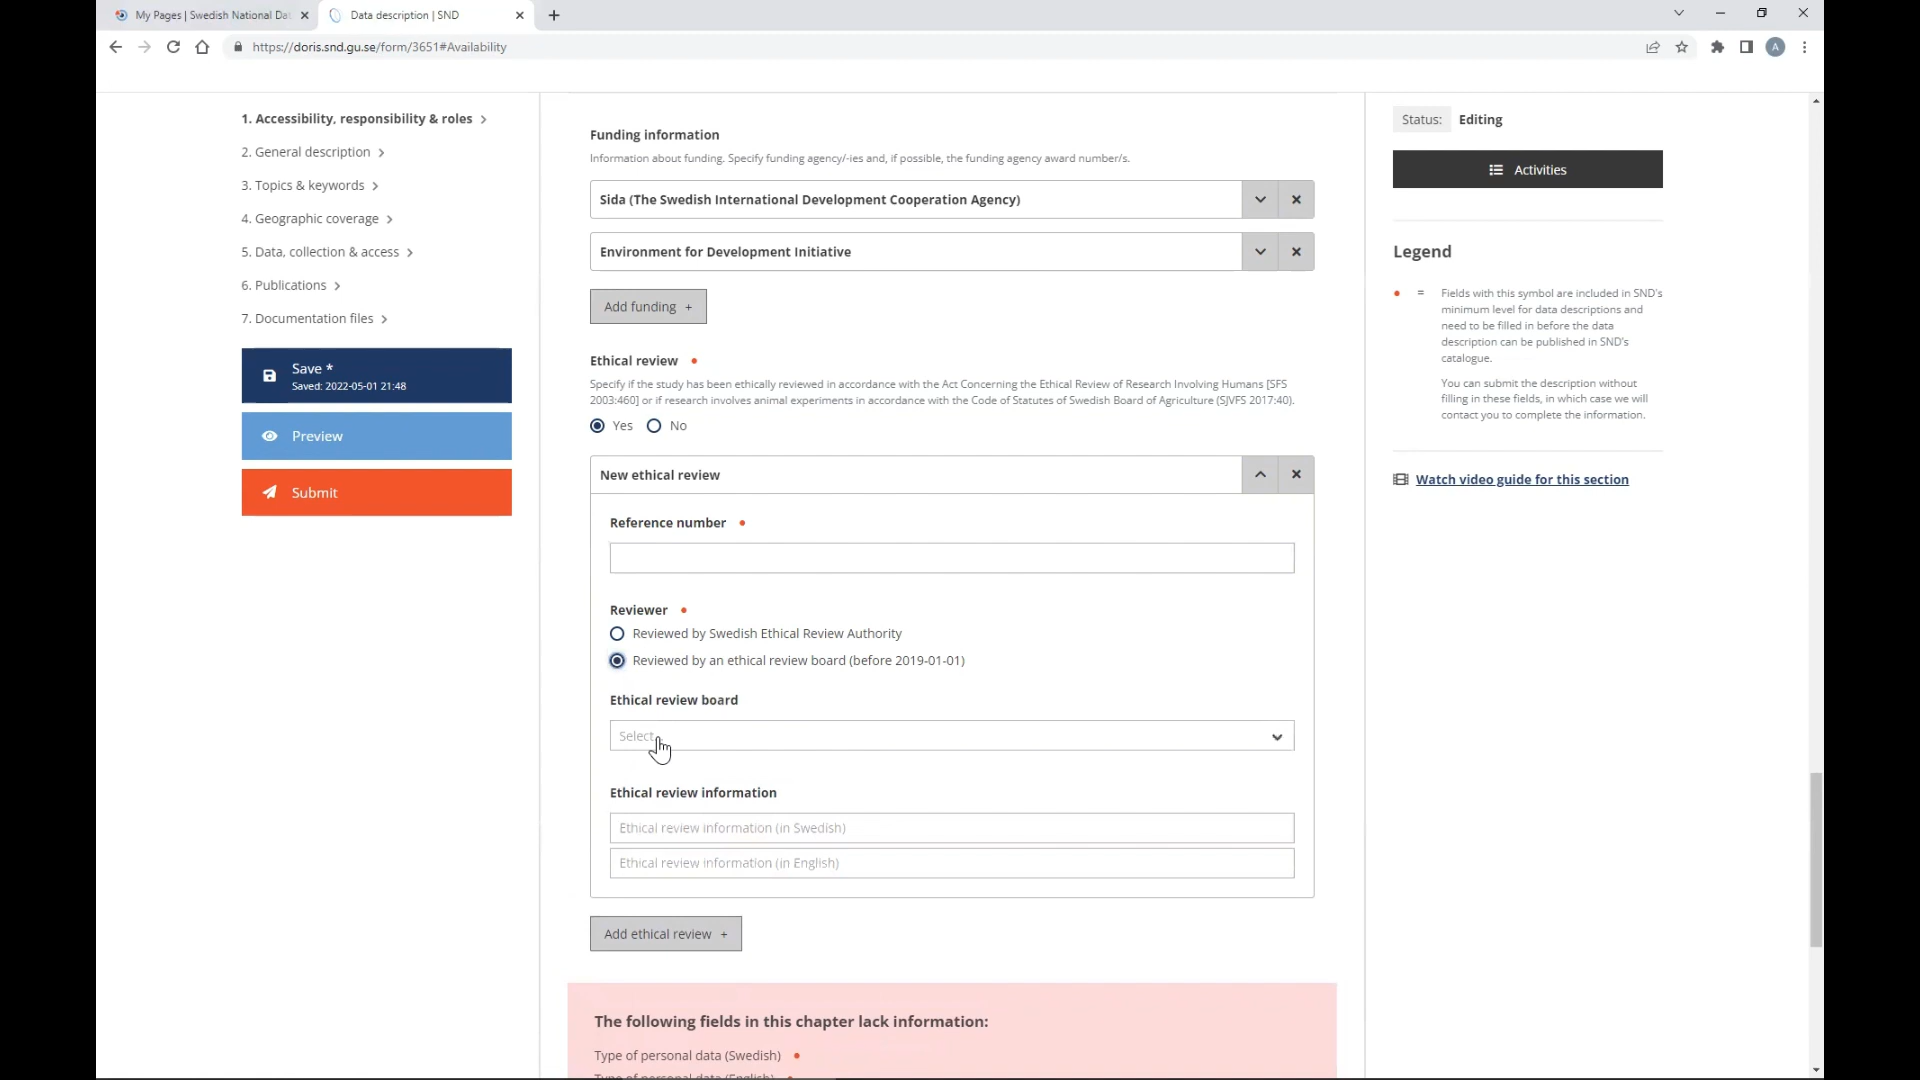 My Pages | Swedish National Dat
Data description | SND
https://doris.snd.gu.se/form/3651#Availability
A
1. Accessibility, responsibility & roles
2. General description
3. Topics & keywords
4. Geographic coverage
5. Data, collection & access
6. Publications
7. Documentation files
Save *
Saved: 2022-05-01 21:48
Preview
Submit
Funding information
Information about funding. Specify funding agency/-ies and, if possible, the funding agency award number/s.
Sida (The Swedish International Development Cooperation Agency)
Environment for Development Initiative
Add funding +
Ethical review
Specify if the study has been ethically reviewed in accordance with the Act Concerning the Ethical Review of Research Involving Humans [SFS
2003:460] or if research involves animal experiments in accordance with the Code of Statutes of Swedish Board of Agriculture (SJVFS 2017:40).
Yes No
New ethical review
Reference number
Reviewer
Reviewed by Swedish Ethical Review Authority
Reviewed by an ethical review board (before 2019-01-01)
Ethical review board
Select
Ethical review information
Ethical review information (in Swedish)
Ethical review information (in English)
Add ethical review +
The following fields in this chapter lack information:
Type of personal data (Swedish)
Type of personal data (English)
Status: Editing
Activities
Legend
= Fields with this symbol are included in SND's
minimum level for data descriptions and
need to be filled in before the data
description can be published in SND's
catalogue.
You can submit the description without
filling in these fields, in which case we will
contact you to complete the information.
Watch video guide for this section